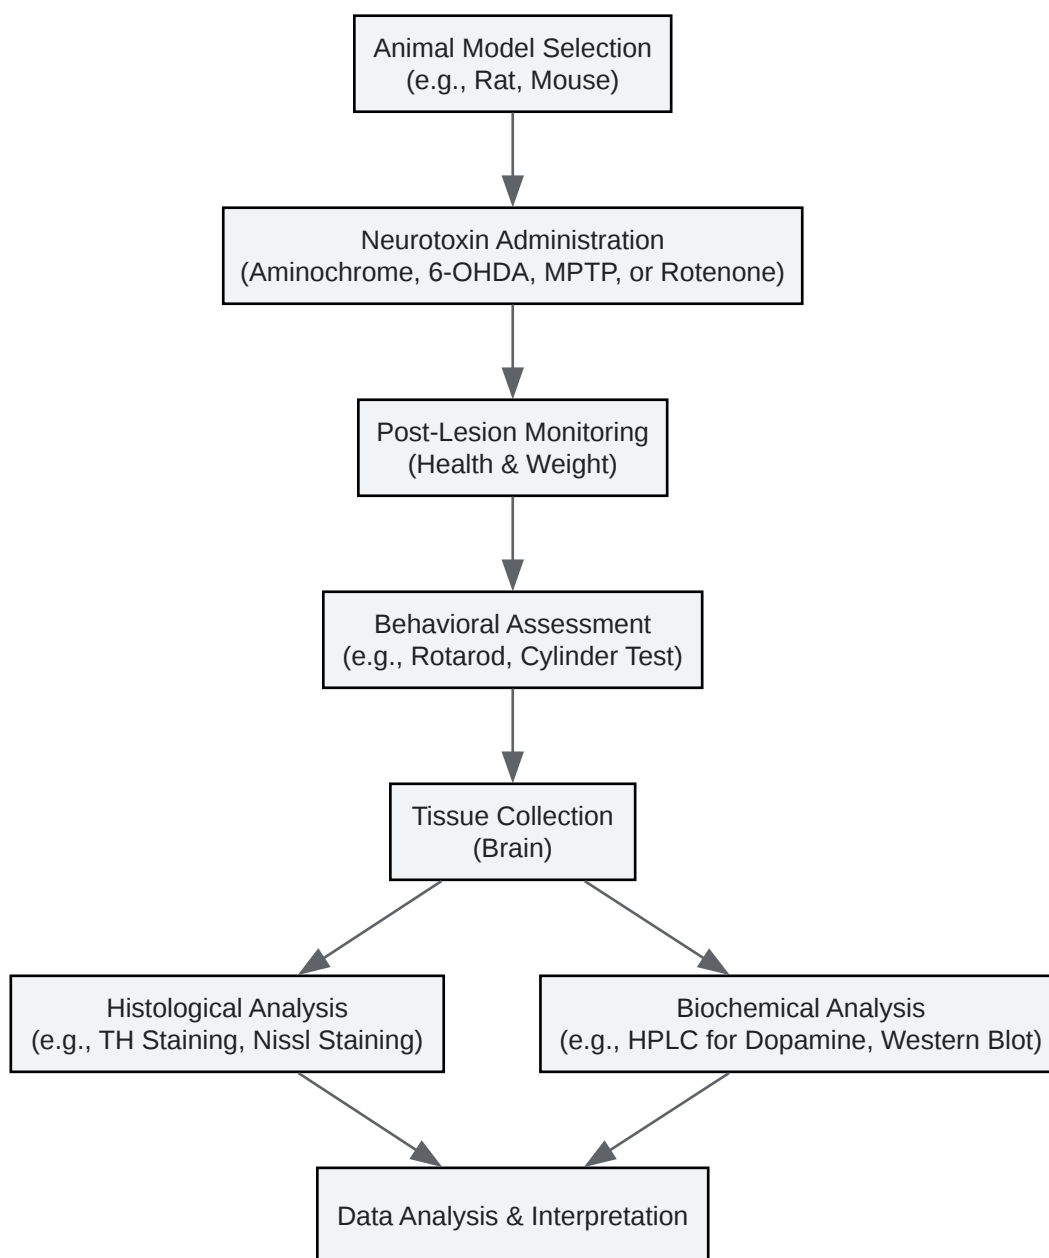 Animal Model Selection
(e.g., Rat, Mouse)
Neurotoxin Administration
(Aminochrome, 6-OHDA, MPTP, or Rotenone)
Post-Lesion Monitoring
(Health & Weight)
Behavioral Assessment
(e.g., Rotarod, Cylinder Test)
Tissue Collection
(Brain)
Histological Analysis
(e.g., TH Staining, Nissl Staining)
Biochemical Analysis
(e.g., HPLC for Dopamine, Western Blot)
Data Analysis & Interpretation